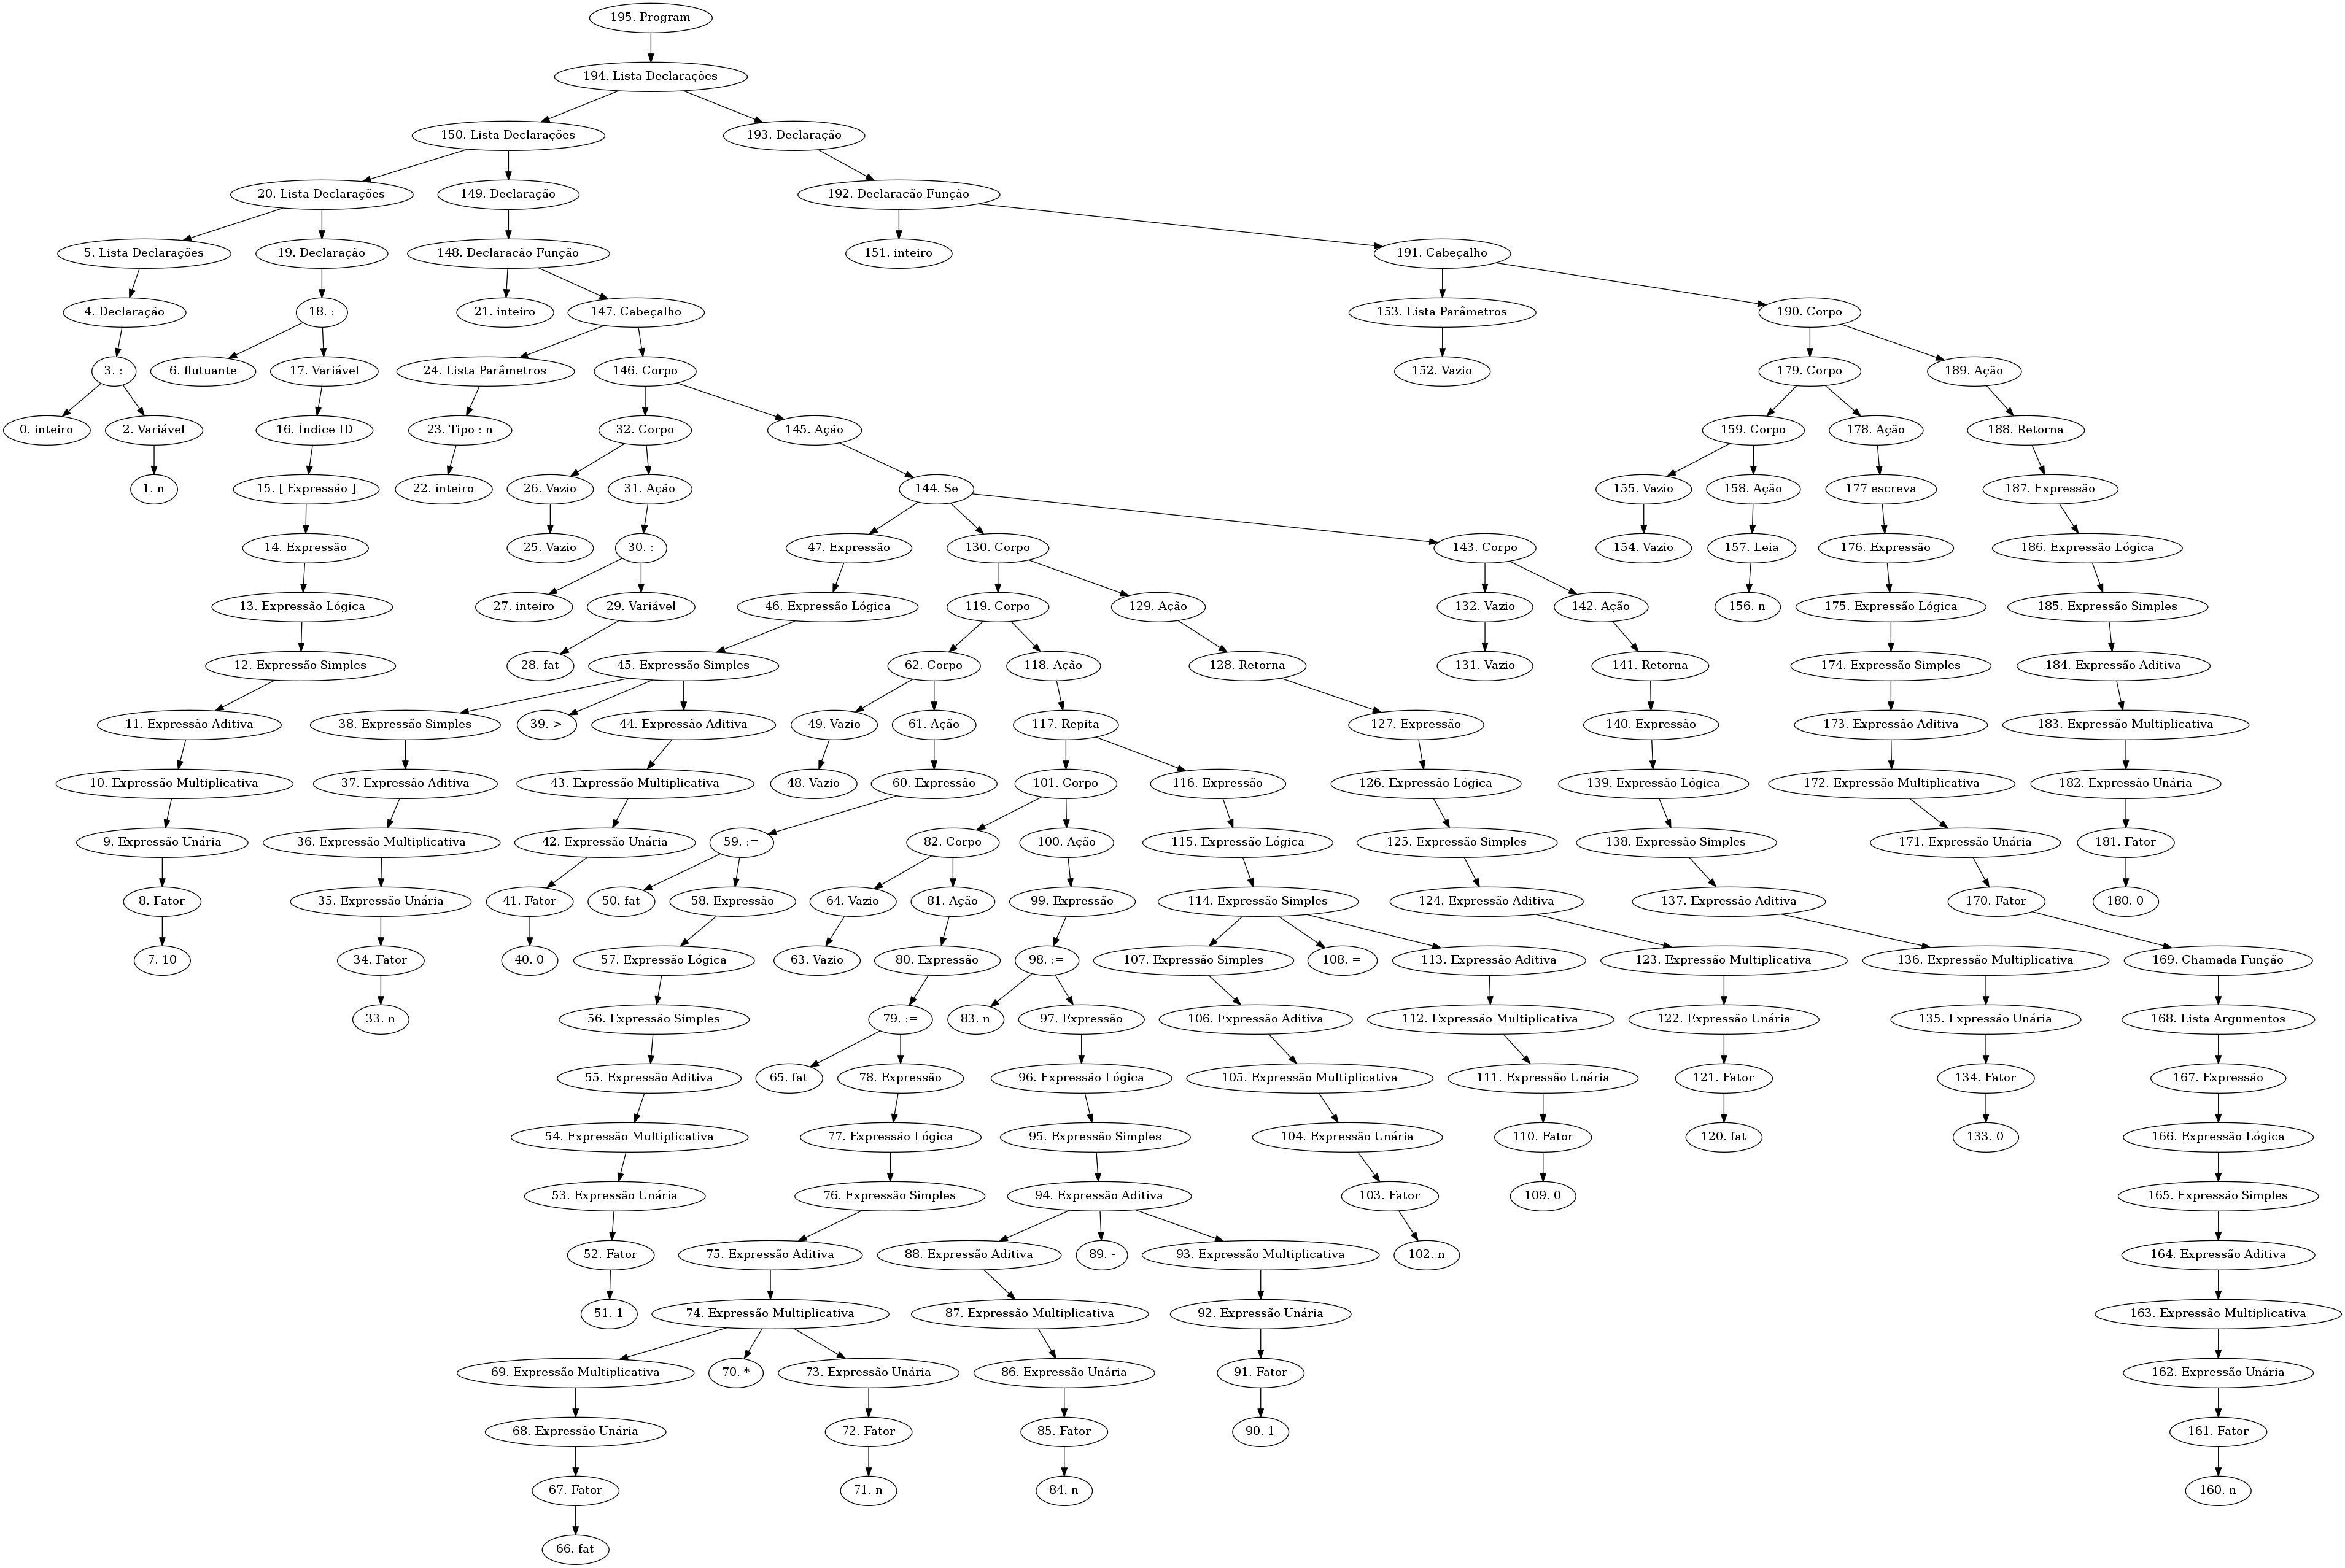 195. Program
194. Lista Declarações
150. Lista Declarações
193. Declaração
20. Lista Declarações
149. Declaração
192. Declaracão Função
5. Lista Declarações
19. Declaração
148. Declaracão Função
151. inteiro
191. Cabeçalho
4. Declaração
18. :
21. inteiro
147. Cabeçalho
153. Lista Parâmetros
190. Corpo
3. :
6. flutuante
17. Variável
24. Lista Parâmetros
146. Corpo
152. Vazio
179. Corpo
189. Ação
0. inteiro
2. Variável
16. Índice ID
23. Tipo : n
32. Corpo
145. Ação
159. Corpo
178. Ação
188. Retorna
1. n
15. [ Expressão ]
22. inteiro
26. Vazio
31. Ação
144. Se
155. Vazio
158. Ação
177 escreva
187. Expressão
14. Expressão
25. Vazio
30. :
47. Expressão
130. Corpo
143. Corpo
154. Vazio
157. Leia
176. Expressão
186. Expressão Lógica
13. Expressão Lógica
27. inteiro
29. Variável
46. Expressão Lógica
119. Corpo
129. Ação
132. Vazio
142. Ação
156. n
175. Expressão Lógica
185. Expressão Simples
12. Expressão Simples
28. fat
45. Expressão Simples
62. Corpo
118. Ação
128. Retorna
131. Vazio
141. Retorna
174. Expressão Simples
184. Expressão Aditiva
11. Expressão Aditiva
38. Expressão Simples
39. >
44. Expressão Aditiva
49. Vazio
61. Ação
117. Repita
127. Expressão
140. Expressão
173. Expressão Aditiva
183. Expressão Multiplicativa
10. Expressão Multiplicativa
37. Expressão Aditiva
43. Expressão Multiplicativa
48. Vazio
60. Expressão
101. Corpo
116. Expressão
126. Expressão Lógica
139. Expressão Lógica
172. Expressão Multiplicativa
182. Expressão Unária
9. Expressão Unária
36. Expressão Multiplicativa
42. Expressão Unária
59. :=
82. Corpo
100. Ação
115. Expressão Lógica
125. Expressão Simples
138. Expressão Simples
171. Expressão Unária
181. Fator
8. Fator
35. Expressão Unária
41. Fator
50. fat
58. Expressão
64. Vazio
81. Ação
99. Expressão
114. Expressão Simples
124. Expressão Aditiva
137. Expressão Aditiva
170. Fator
180. 0
7. 10
34. Fator
40. 0
57. Expressão Lógica
63. Vazio
80. Expressão
98. :=
107. Expressão Simples
108. =
113. Expressão Aditiva
123. Expressão Multiplicativa
136. Expressão Multiplicativa
169. Chamada Função
33. n
56. Expressão Simples
79. :=
83. n
97. Expressão
106. Expressão Aditiva
112. Expressão Multiplicativa
122. Expressão Unária
135. Expressão Unária
168. Lista Argumentos
55. Expressão Aditiva
65. fat
78. Expressão
96. Expressão Lógica
105. Expressão Multiplicativa
111. Expressão Unária
121. Fator
134. Fator
167. Expressão
54. Expressão Multiplicativa
77. Expressão Lógica
95. Expressão Simples
104. Expressão Unária
110. Fator
120. fat
133. 0
166. Expressão Lógica
53. Expressão Unária
76. Expressão Simples
94. Expressão Aditiva
103. Fator
109. 0
165. Expressão Simples
52. Fator
75. Expressão Aditiva
88. Expressão Aditiva
89. -
93. Expressão Multiplicativa
102. n
164. Expressão Aditiva
51. 1
74. Expressão Multiplicativa
87. Expressão Multiplicativa
92. Expressão Unária
163. Expressão Multiplicativa
69. Expressão Multiplicativa
70. *
73. Expressão Unária
86. Expressão Unária
91. Fator
162. Expressão Unária
68. Expressão Unária
72. Fator
85. Fator
90. 1
161. Fator
67. Fator
71. n
84. n
160. n
66. fat